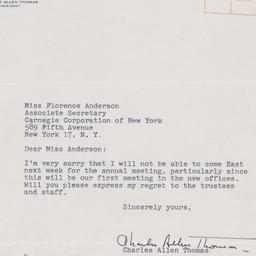 S ALLEN THOMAS
PRESIDENT
Miss Florence Anderson
Associate Secretary
Carnegie Corporation of New York
589 Fifth Avenue
New York 17, N. Y.
Dear Miss Anderson:
I'm very sorry that I will not be able to come East
next week for the annual meeting, particularly since
this will be our first meeting in the new offices.
Will you please express my regret to the trustees
and staff.
Sincerely yours,
Charles Allen Thomas
Charles Allen Thomas